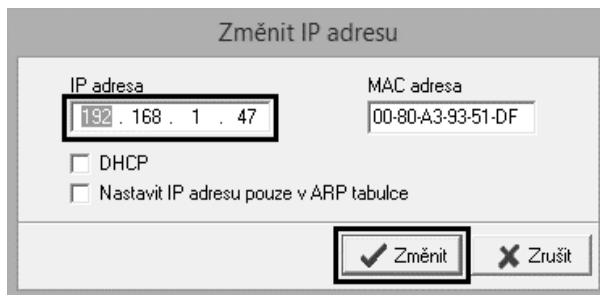 Změnit IP adresu
IP adresa
MAC adresa
192 . 168 . 1 . 47
00-80-A3-93-51-DF
DHCP
Nastavit IP adresu pouze v ARP tabulce
Změnit
Zrušit